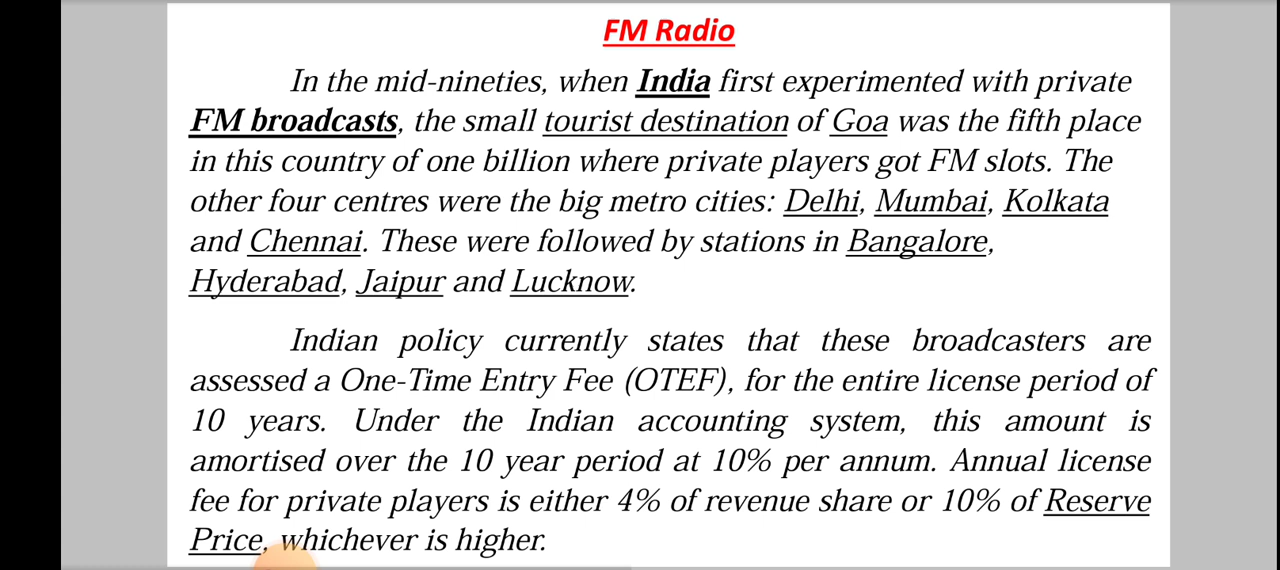 FM Radio
In the mid-nineties, when India first experimented with private
FM broadcasts, the small tourist destination of Goa was the fifth place
in this country of one billion where private players got FM slots. The
other four centres were the big metro cities: Delhi, Mumbai, Kolkata
and Chennai. These were followed by stations in Bangalore,
Hyderabad, Jaipur and Lucknow.
Indian policy currently states that these broadcasters are
assessed a One-Time Entry Fee (OTEF), for the entire license period of
10 years. Under the Indian accounting system, this amount is
amortised over the 10 year period at 10% per annum. Annual license
fee for private players is either 4% of revenue share or 10% of Reserve
Price, whichever is higher.